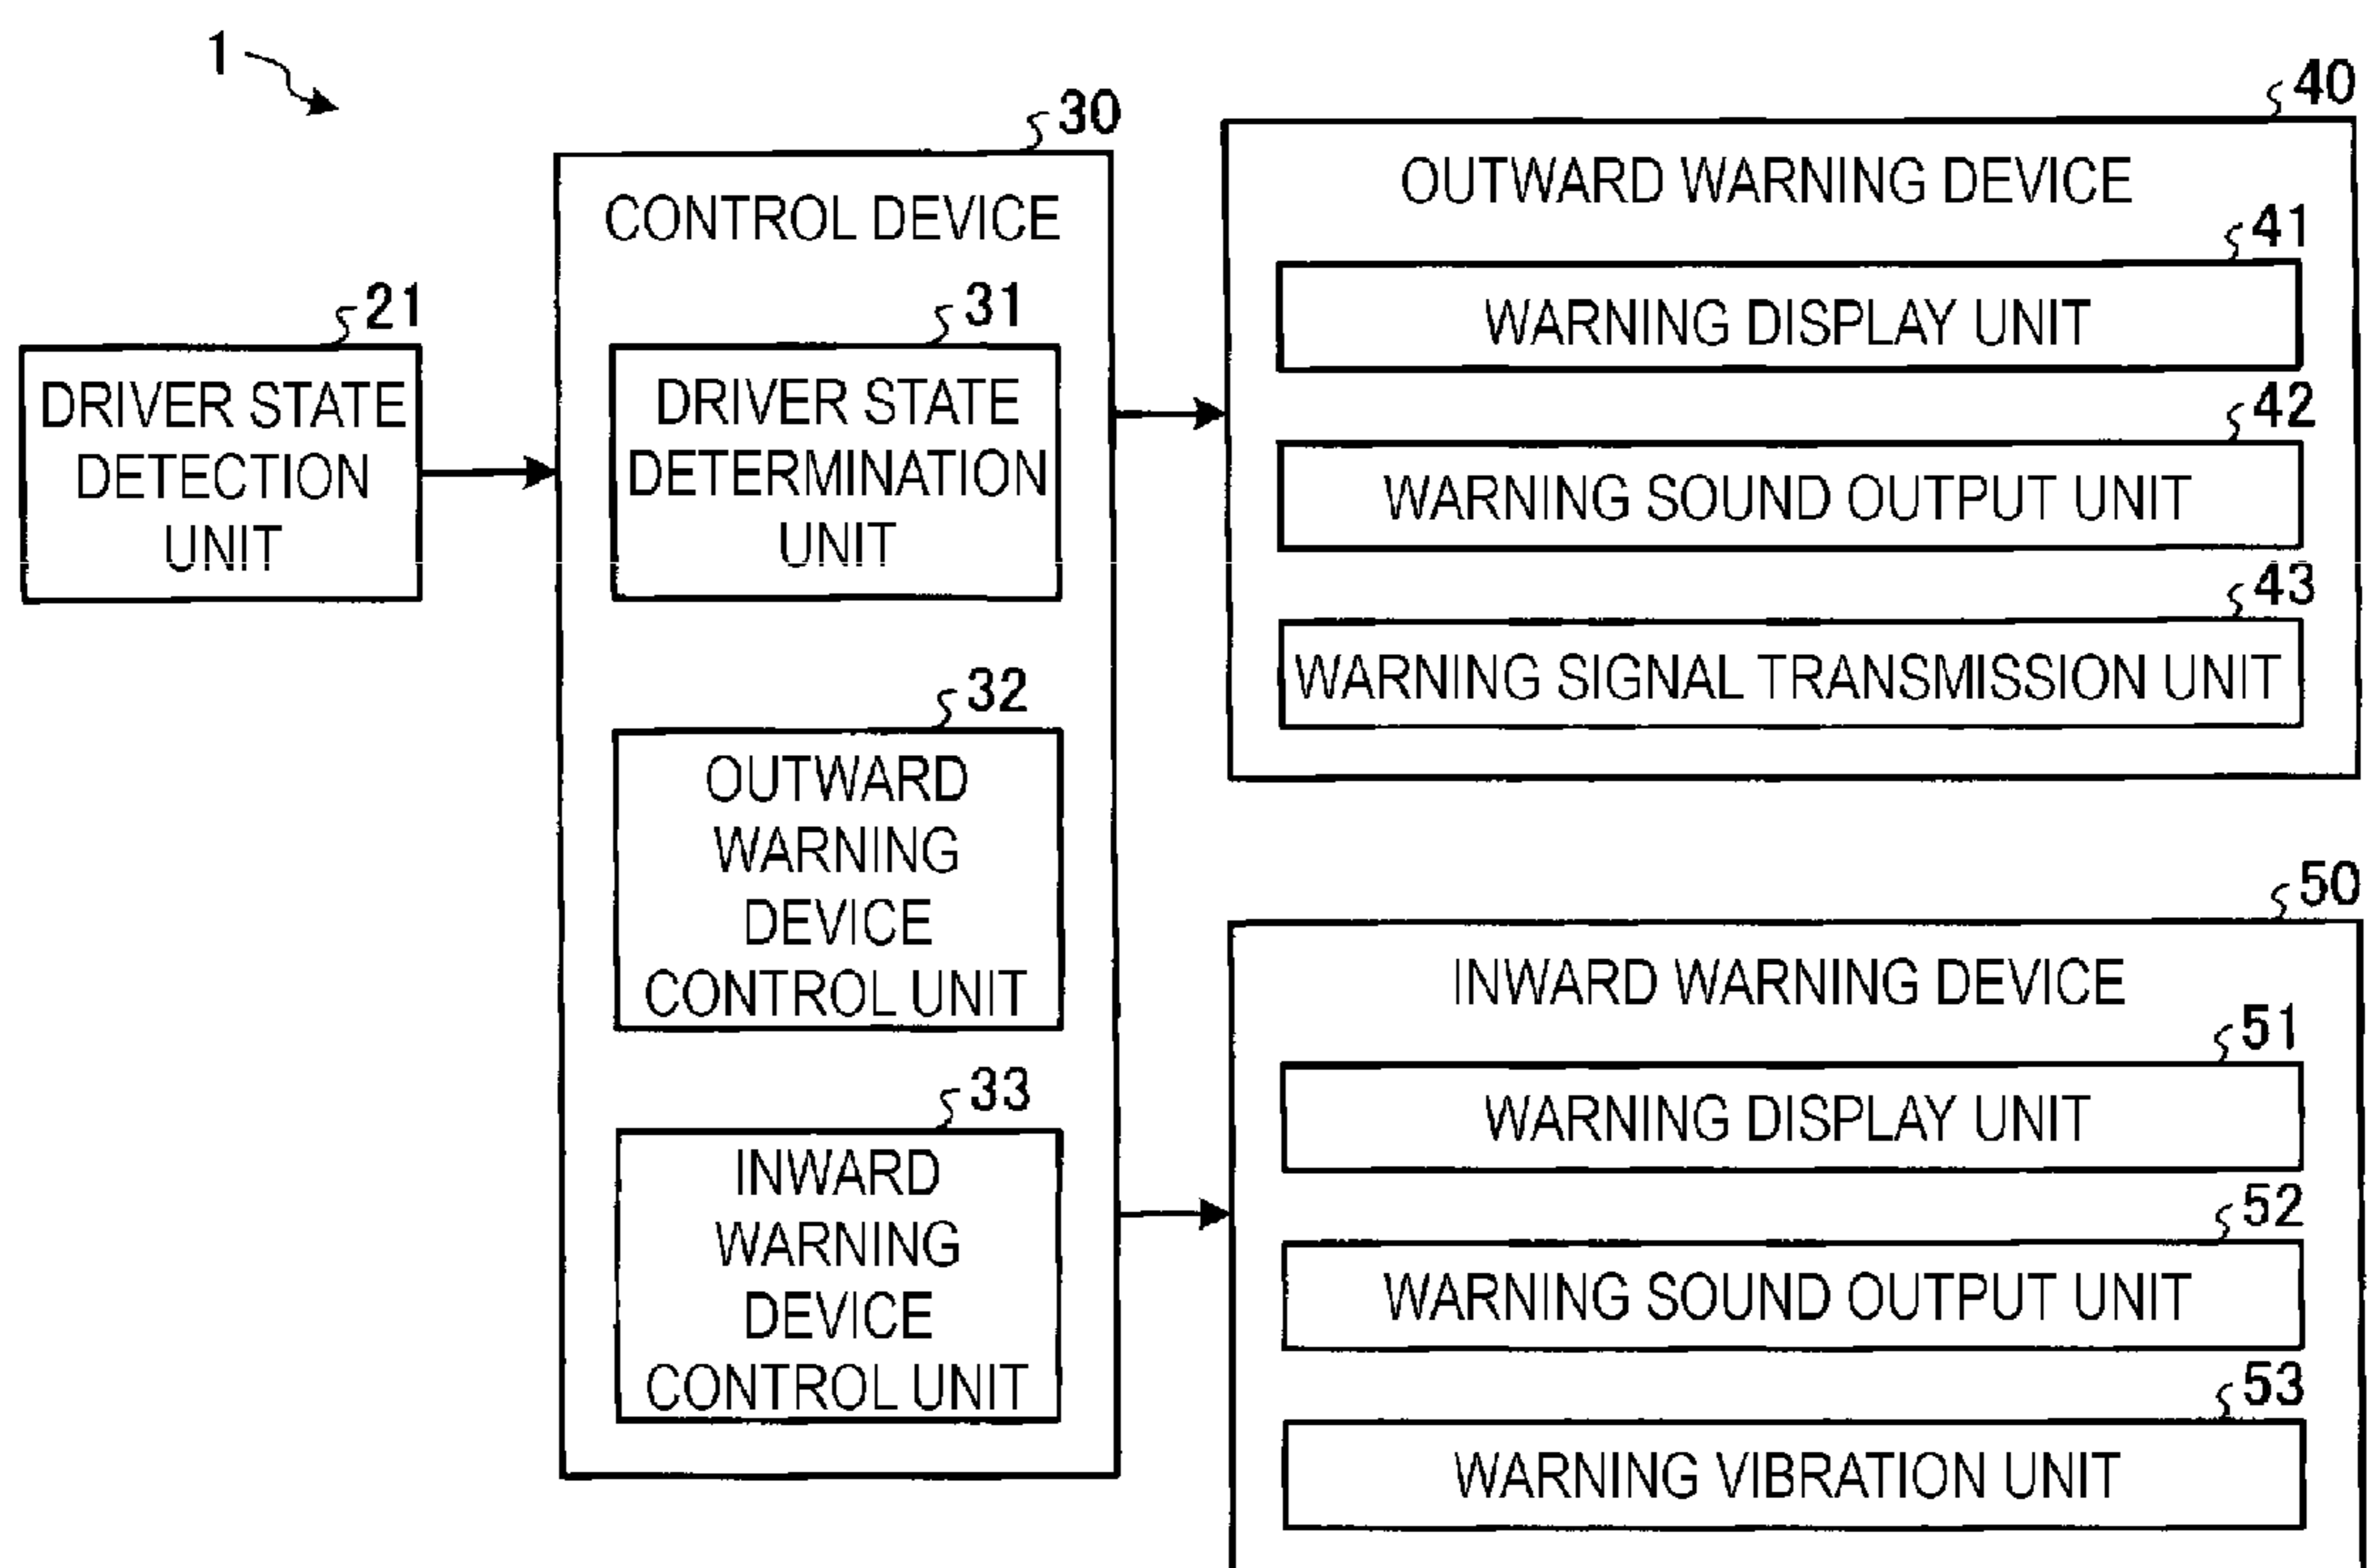 1
21
DRIVER STATE
DETECTION
UNIT
30
CONTROL DEVICE
31
DRIVER STATE
DETERMINATION
UNIT
32
OUTWARD
WARNING
DEVICE
CONTROL UNIT
33
INWARD
WARNING
DEVICE
CONTROL UNIT
40
OUTWARD WARNING DEVICE
41
WARNING DISPLAY UNIT
42
WARNING SOUND OUTPUT UNIT
43
WARNING SIGNAL TRANSMISSION UNIT
50
INWARD WARNING DEVICE
51
WARNING DISPLAY UNIT
52
WARNING SOUND OUTPUT UNIT
53
WARNING VIBRATION UNIT